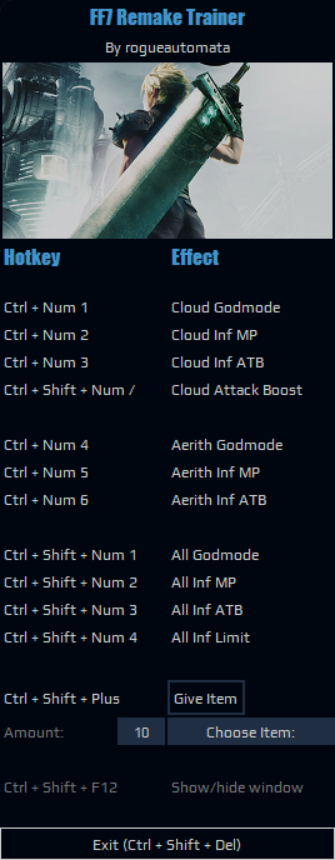 FF7 Remake Trainer
By rogueautomata
Hotkey Effect
Ctrl + Num 1 Cloud Godmode
Ctrl + Num 2 Cloud Inf MP
Ctrl + Num 3 Cloud Inf ATB
Ctrl + Shift + Num / Cloud Attack Boost
Ctrl + Num 4 Aerith Godmode
Ctrl + Num 5 Aerith Inf MP
Ctrl + Num 6 Aerith Inf ATB
Ctrl + Shift + Num 1 All Godmode
Ctrl + Shift + Num 2 All Inf MP
Ctrl + Shift + Num 3 All Inf ATB
Ctrl + Shift + Num 4 All Inf Limit
Ctrl + Shift + Plus Give Item
Amount: 10 Choose Item:
Ctrl + Shift + F12 Show/hide window
Exit (Ctrl + Shift + Del)